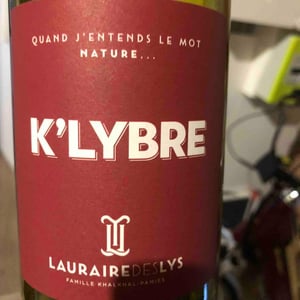 QUAND J'ENTENDS LE MOT
NATURE...
K'LYBRE
LAURAIREDESLYS
FAMILLE KHALKHAL-PAMIES